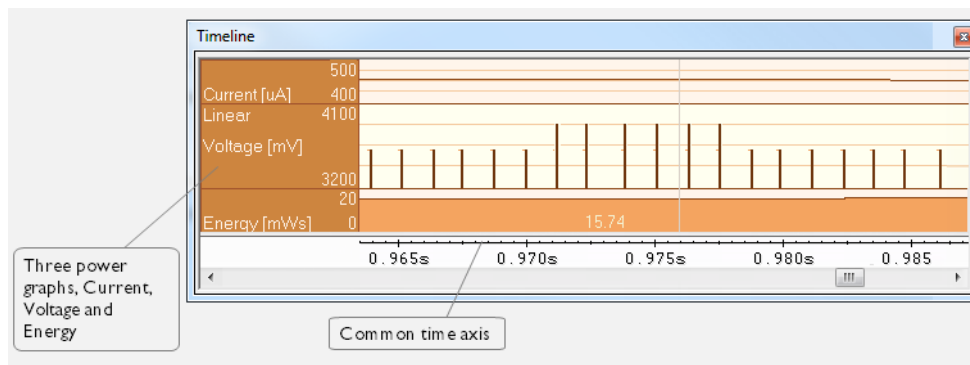 Timeline
500
Current [uA] 400
Linear 4100
Voltage [mV]
3200
20
Energy [mWs] 0
15.74
0.965s 0.970s 0.975s 0.980s 0.985
Three power
graphs, Current,
Voltage and
Energy
Common time axis